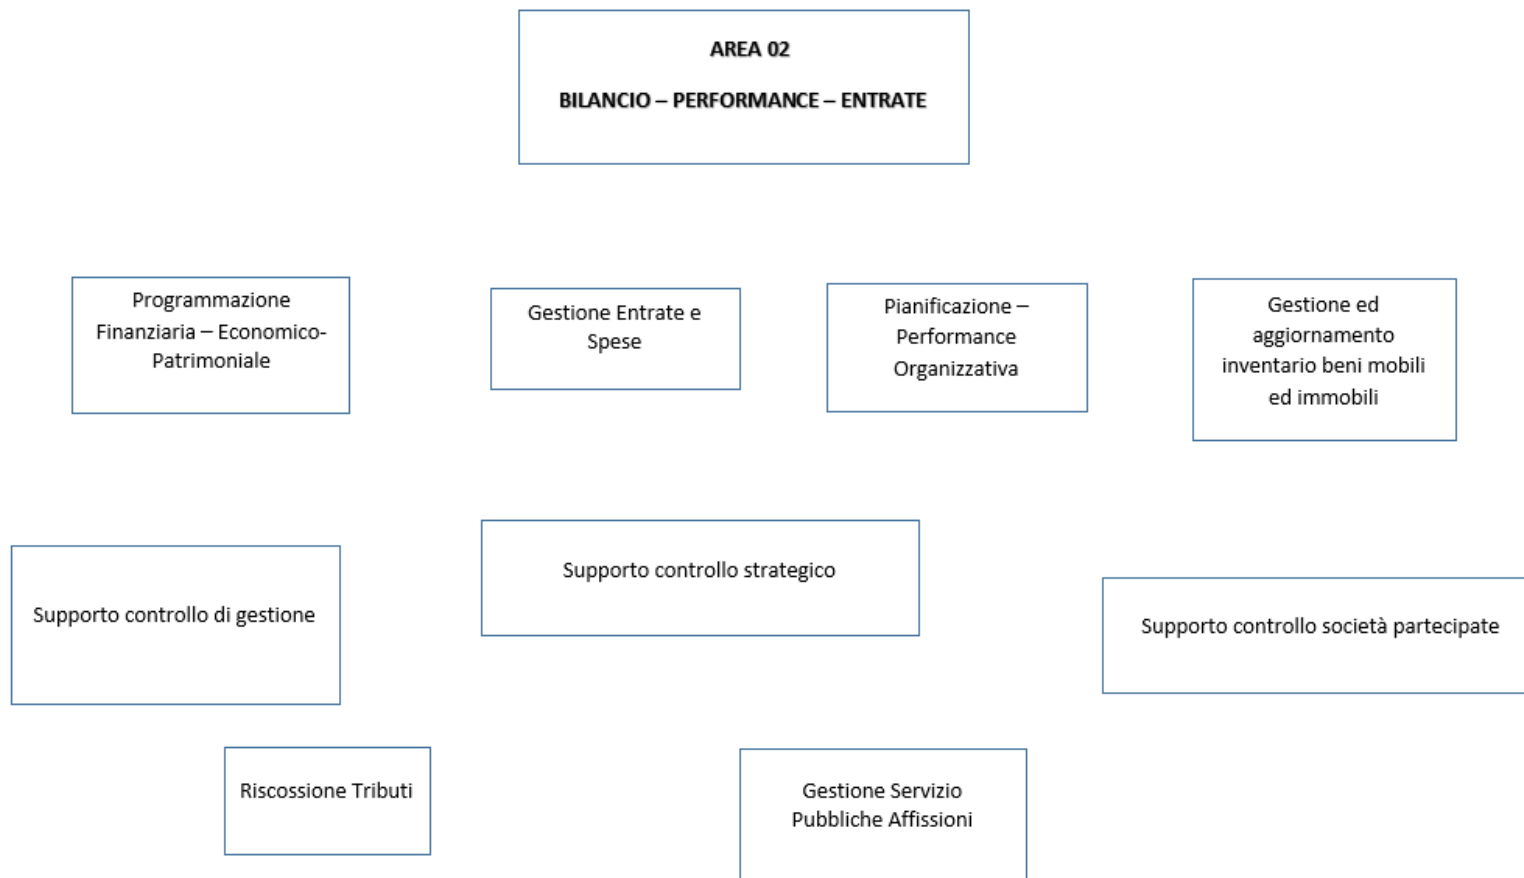 AREA 02
BILANCIO – PERFORMANCE – ENTRATE
Programmazione
Finanziaria – Economico-
Patrimoniale
Gestione Entrate e
Spese
Pianificazione –
Performance
Organizzativa
Gestione ed
aggiornamento
inventario beni mobili
ed immobili
Supporto controllo di gestione
Supporto controllo strategico
Supporto controllo società partecipate
Riscossione Tributi
Gestione Servizio
Pubbliche Affissioni